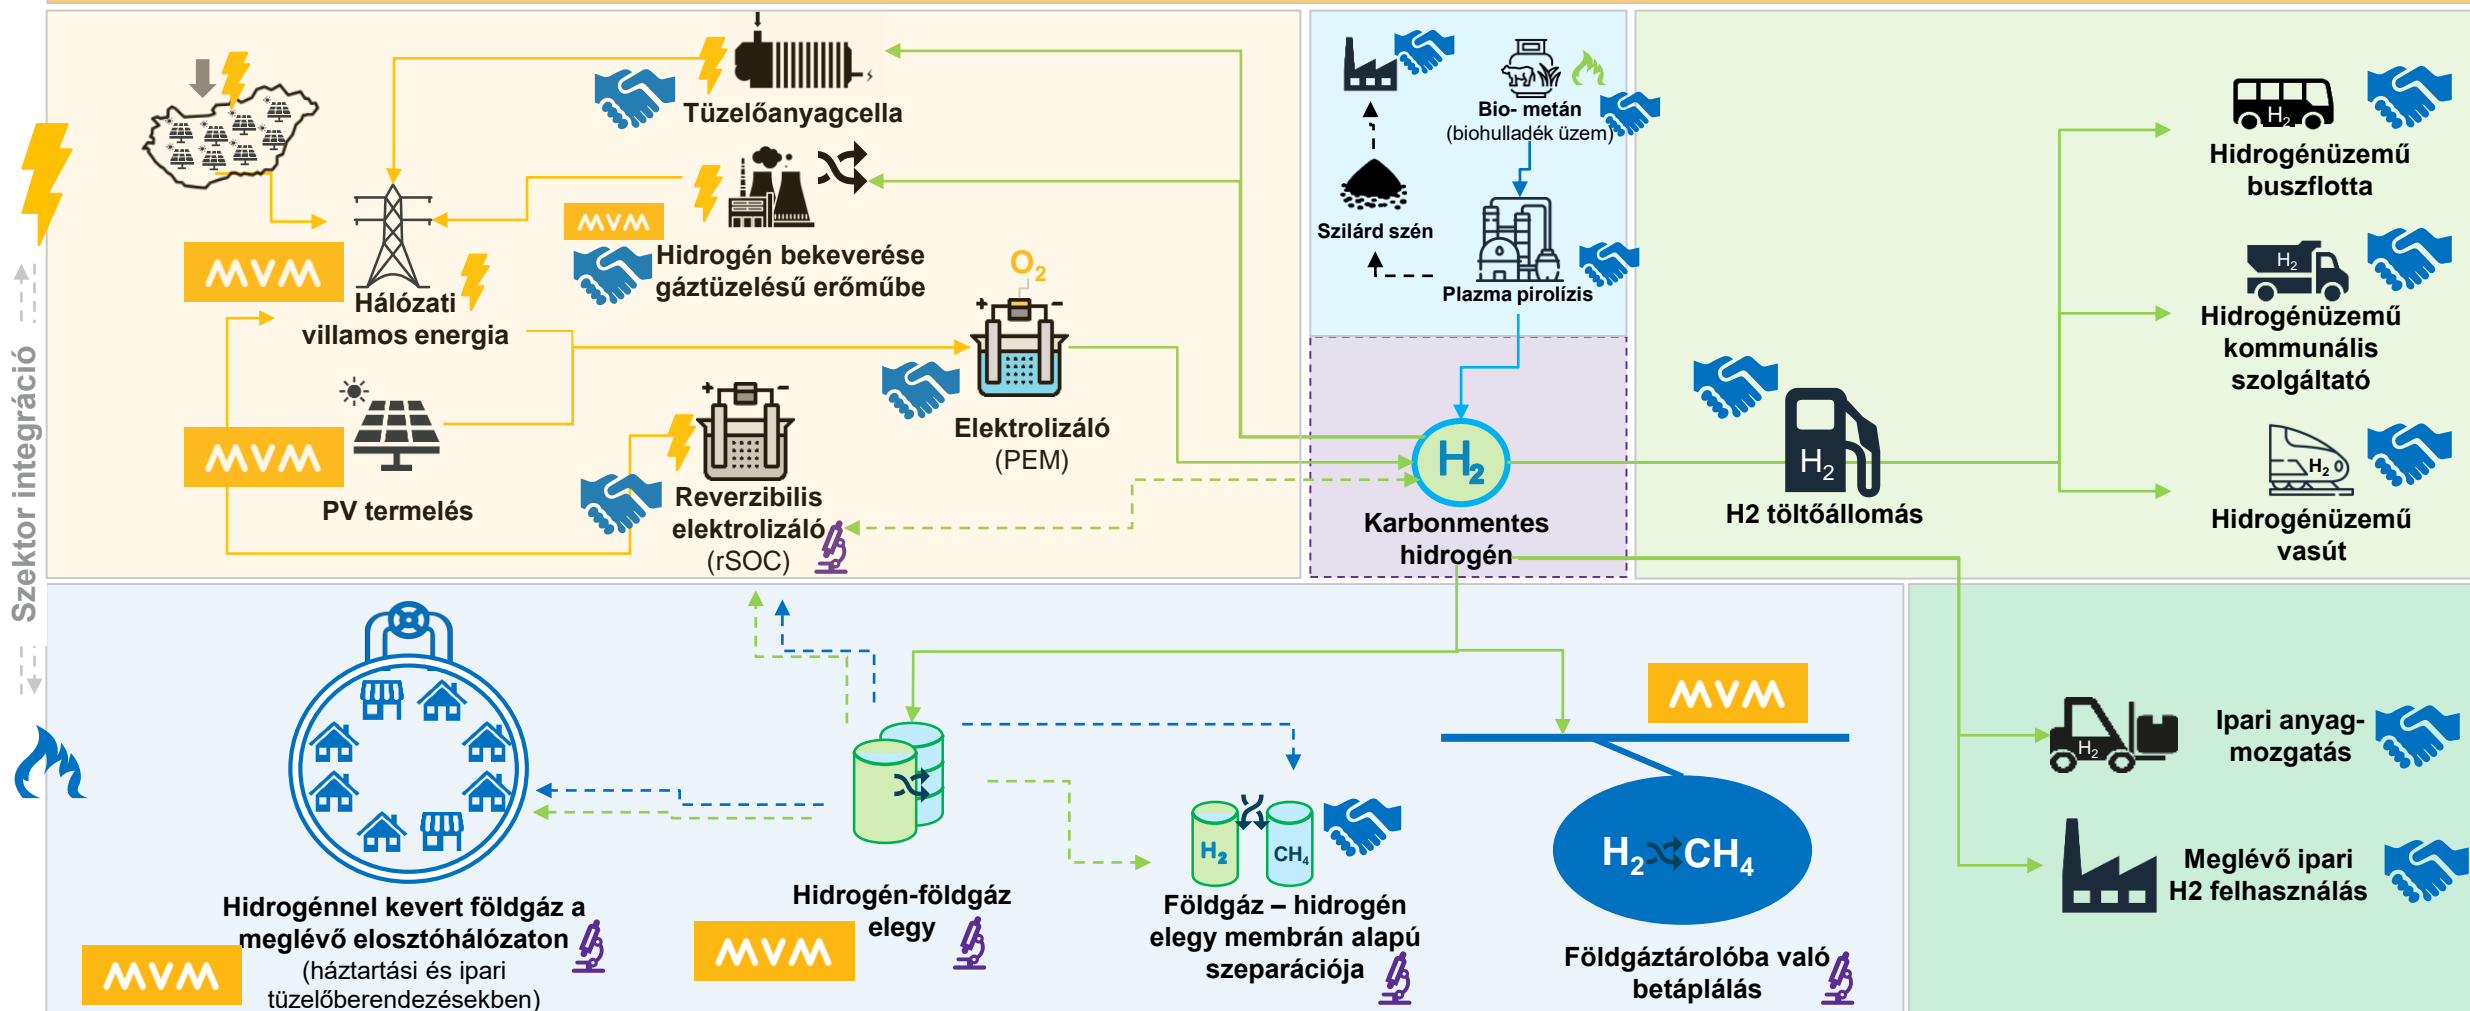 Szektor integráció
Tüzelőanyagcella
MVM
Hidrogén bekeverése
gáztüzelésű erőműbe
MVM
Hálózati
villamos energia
O2
Elektrolizáló
(PEM)
MVM
PV termelés
Reverzibilis
elektrolizáló
(rSOC)
Bio- metán
(biohulladék üzem)
Szilárd szén
Plazma pirolízis
H2
Karbonmentes
hidrogén
H2
H2 töltőállomás
H2
Hidrogénüzemű
buszflotta
H2
Hidrogénüzemű
kommunális
szolgáltató
H2
Hidrogénüzemű
vasút
Hidrogénnel kevert földgáz a
meglévő elosztóhálózaton
(háztartási és ipari
tüzelőberendezésekben)
MVM
Hidrogén-földgáz
elegy
MVM
H2
CH4
Földgáz – hidrogén
elegy membrán alapú
szeparációja
MVM
H2 CH4
Földgáztárolóba való
betáplálás
H2
Ipari anyag-
mozgatás
Meglévő ipari
H2 felhasználás